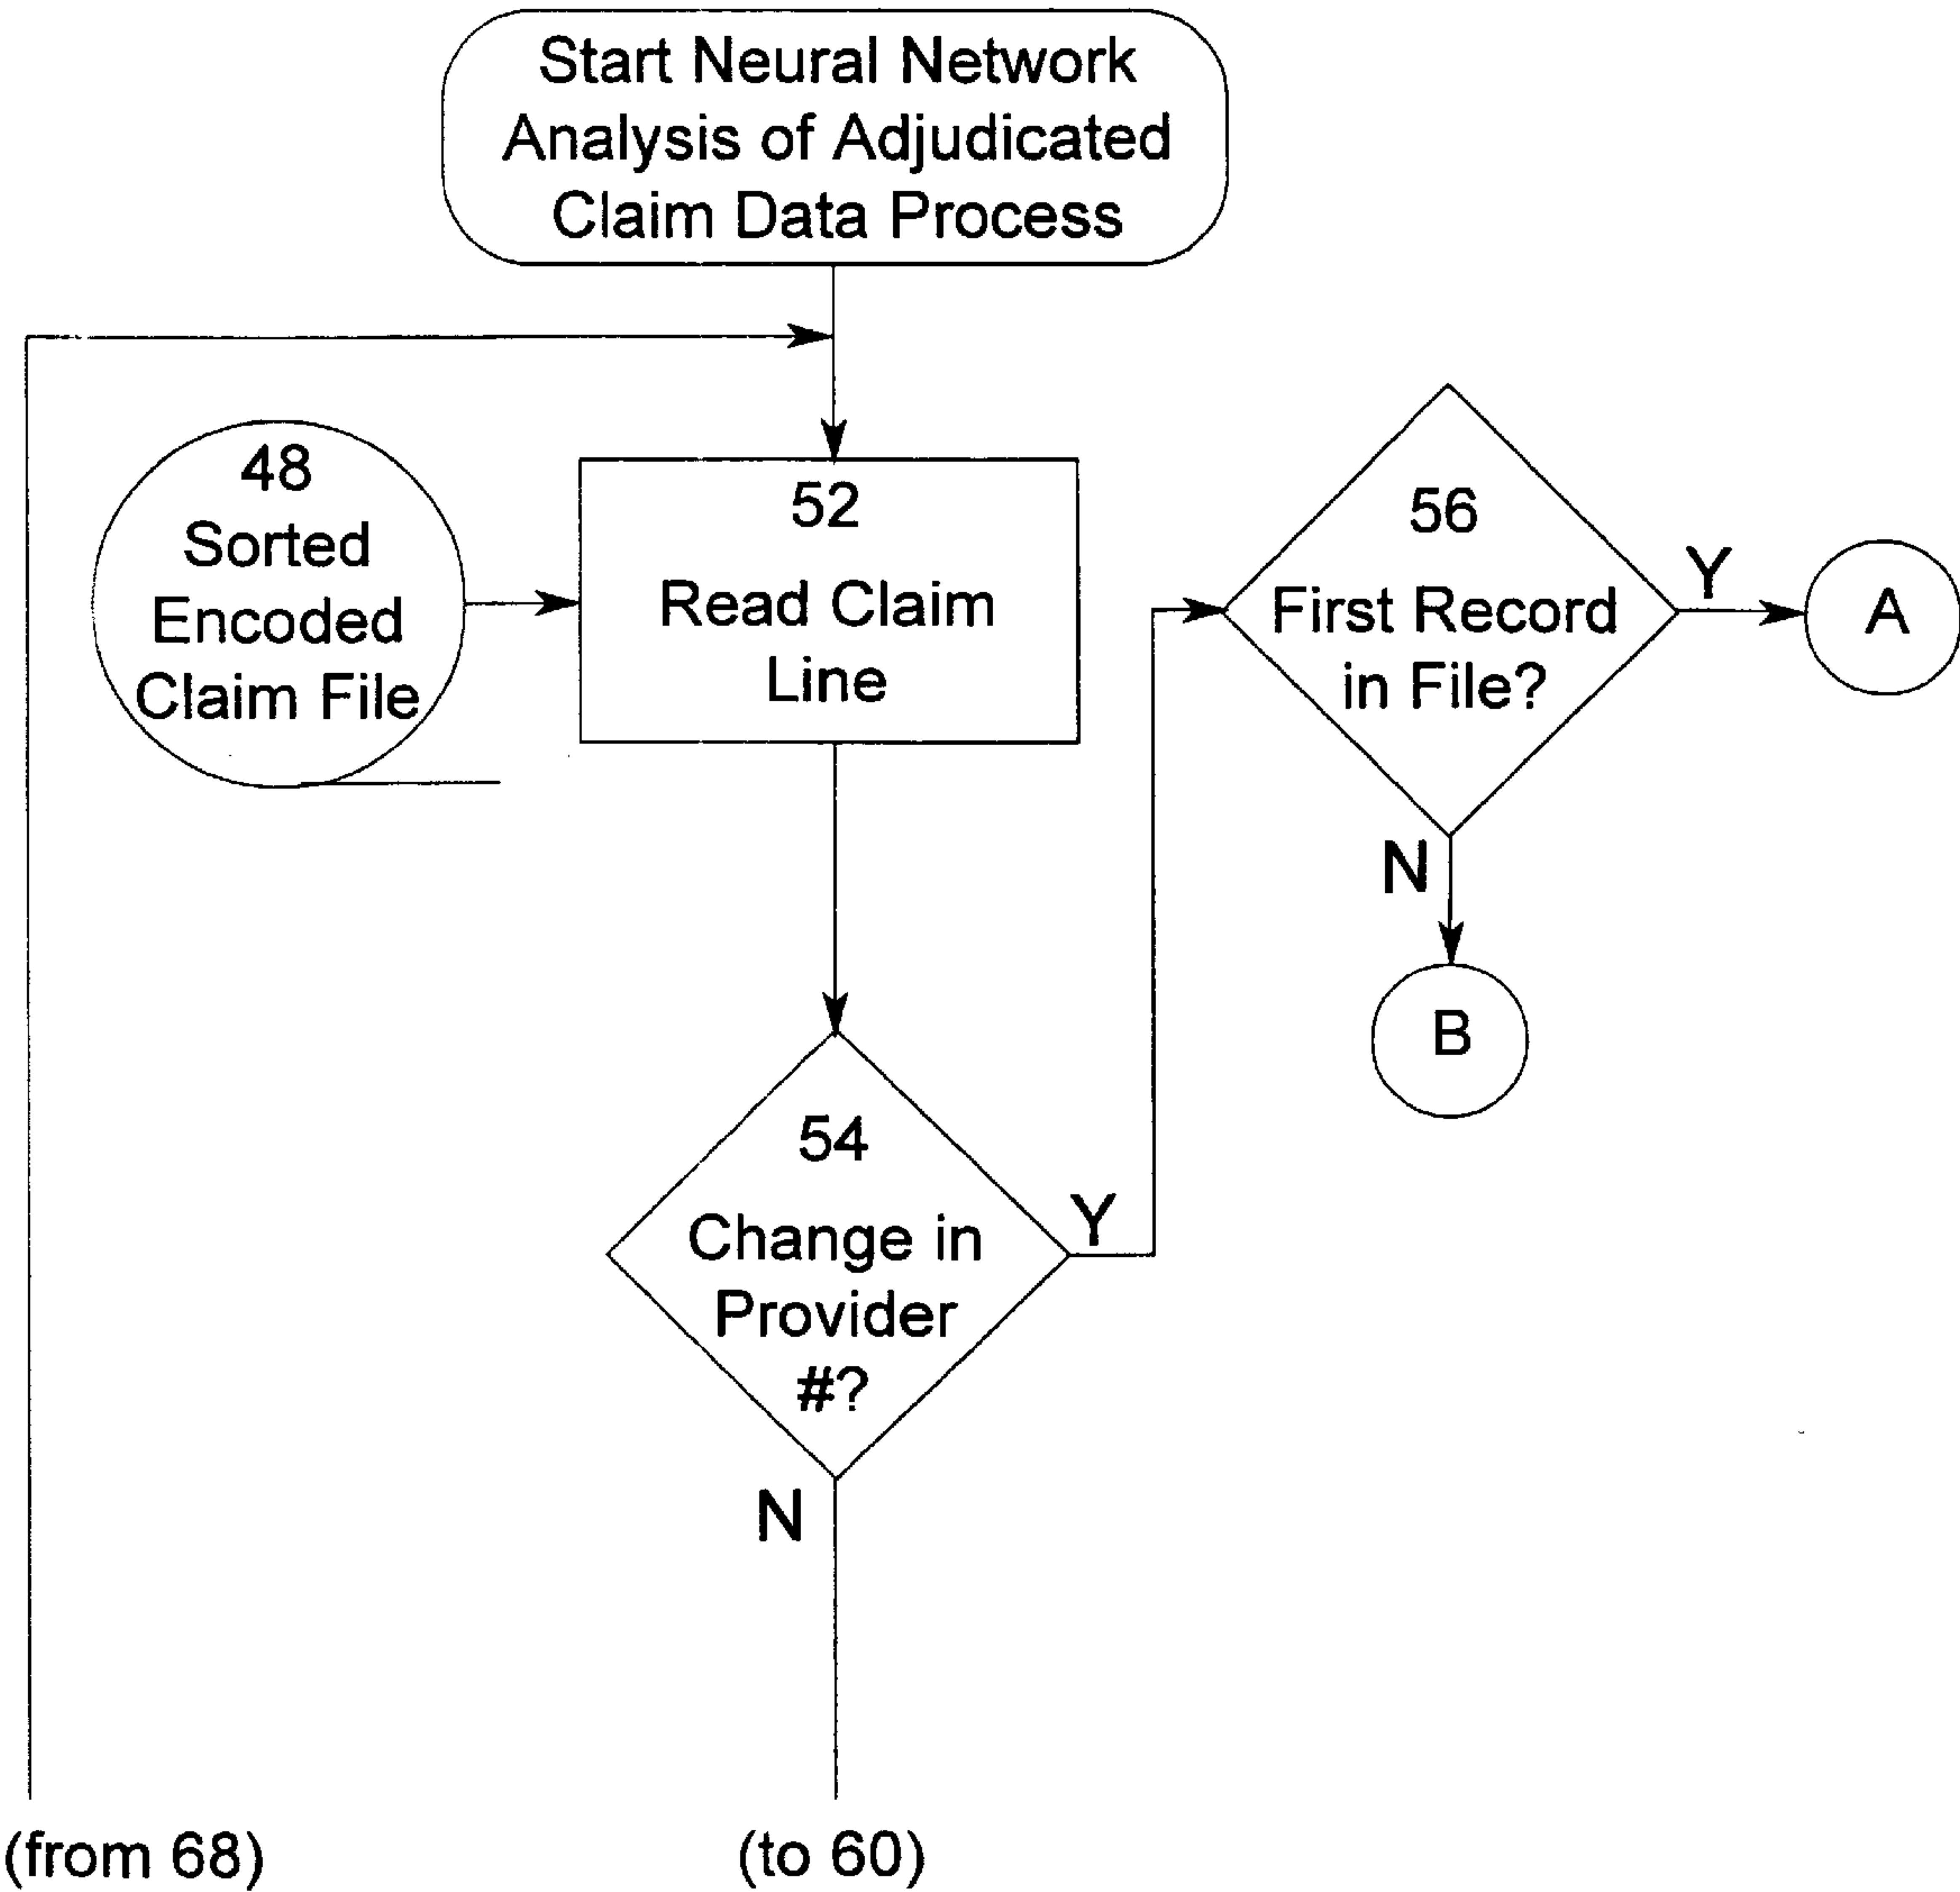 Start Neural Network
Analysis of Adjudicated
Claim Data Process
48
Sorted
Encoded
Claim File
52
Read Claim
Line
56
First Record
in File?
Y
A
N
B
54
Change in
Provider
#?
Y
N
(from 68)
(to 60)